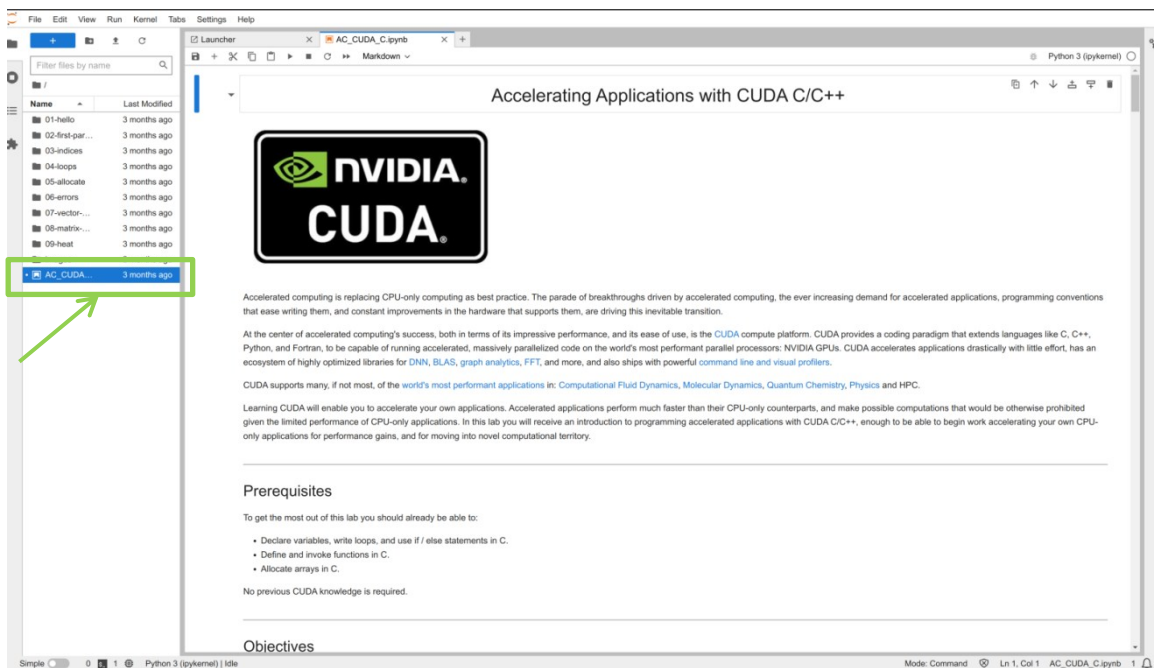 File Edit View Run Kernel Tabs Settings Help
Launcher
AC_CUDA_C.ipynb
Filter files by name
Markdown
Python 3 (ipykernel)
/
Name Last Modified
01-hello 3 months ago
02-first-par... 3 months ago
03-indices 3 months ago
04-loops 3 months ago
05-allocate 3 months ago
06-errors 3 months ago
07-vector-... 3 months ago
08-matrix-... 3 months ago
09-heat 3 months ago
AC_CUDA... 3 months ago
Accelerating Applications with CUDA C/C++
NVIDIA.
CUDA.
Accelerated computing is replacing CPU-only computing as best practice. The parade of breakthroughs driven by accelerated computing, the ever increasing demand for accelerated applications, programming conventions
that ease writing them, and constant improvements in the hardware that supports them, are driving this inevitable transition.
At the center of accelerated computing's success, both in terms of its impressive performance, and its ease of use, is the CUDA compute platform. CUDA provides a coding paradigm that extends languages like C, C++,
Python, and Fortran, to be capable of running accelerated, massively parallelized code on the world's most performant parallel processors: NVIDIA GPUs. CUDA accelerates applications drastically with little effort, has an
ecosystem of highly optimized libraries for DNN, BLAS, graph analytics, FFT, and more, and also ships with powerful command line and visual profilers.
CUDA supports many, if not most, of the world's most performant applications in: Computational Fluid Dynamics, Molecular Dynamics, Quantum Chemistry, Physics and HPC.
Learning CUDA will enable you to accelerate your own applications. Accelerated applications perform much faster than their CPU-only counterparts, and make possible computations that would be otherwise prohibited
given the limited performance of CPU-only applications. In this lab you will receive an introduction to programming accelerated applications with CUDA C/C++, enough to be able to begin work accelerating your own CPU-
only applications for performance gains, and for moving into novel computational territory.
Prerequisites
To get the most out of this lab you should already be able to:
• Declare variables, write loops, and use if / else statements in C.
• Define and invoke functions in C.
• Allocate arrays in C.
No previous CUDA knowledge is required.
Objectives
Simple 0 1 Python 3 (ipykernel) | Idle
Mode: Command Ln 1, Col 1 AC_CUDA_C.ipynb 1